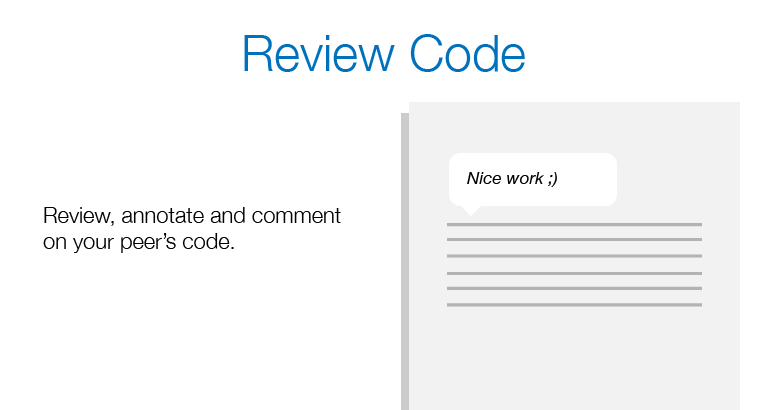 Review Code
Review, annotate and comment
on your peer’s code.
Nice work ;)